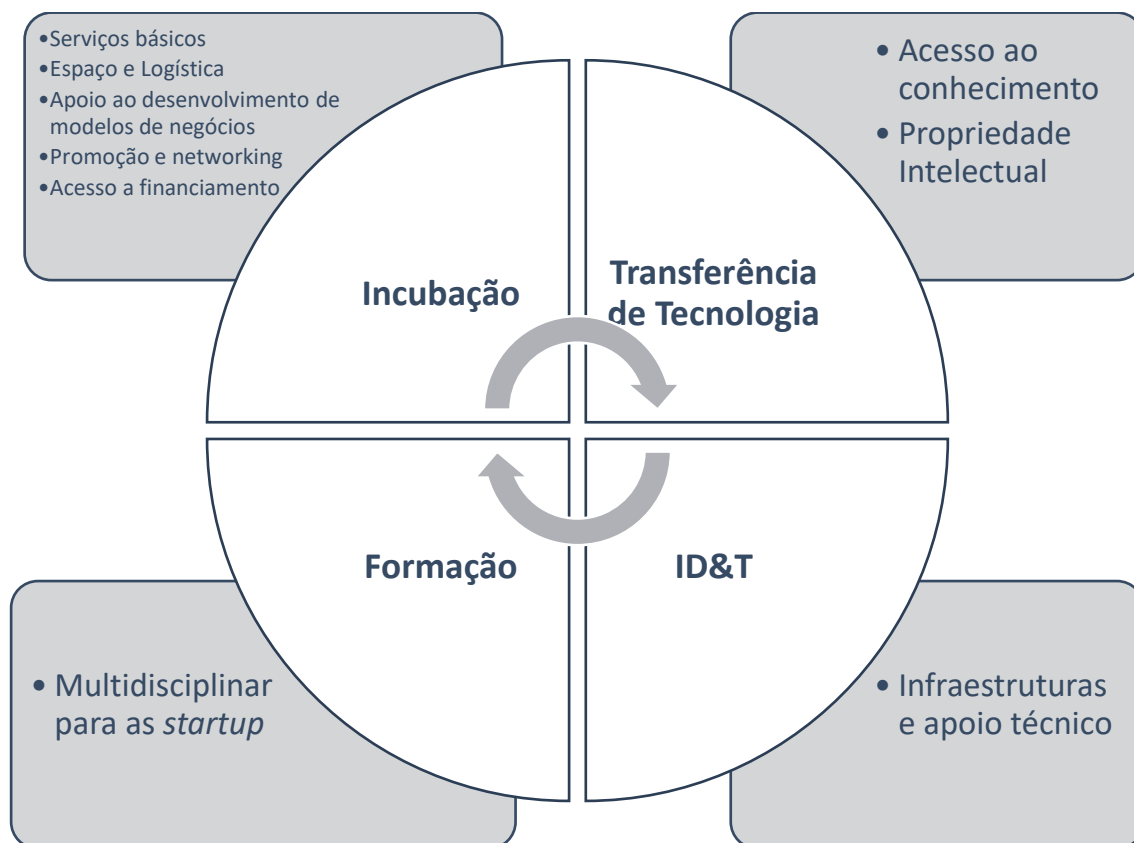 •Serviços básicos
•Espaço e Logística
•Apoio ao desenvolvimento de
modelos de negócios
•Promoção e networking
•Acesso a financiamento
• Acesso ao
conhecimento
• Propriedade
Intelectual
Incubação
Transferência
de Tecnologia
Formação
ID&T
• Multidisciplinar
para as startup
• Infraestruturas
e apoio técnico